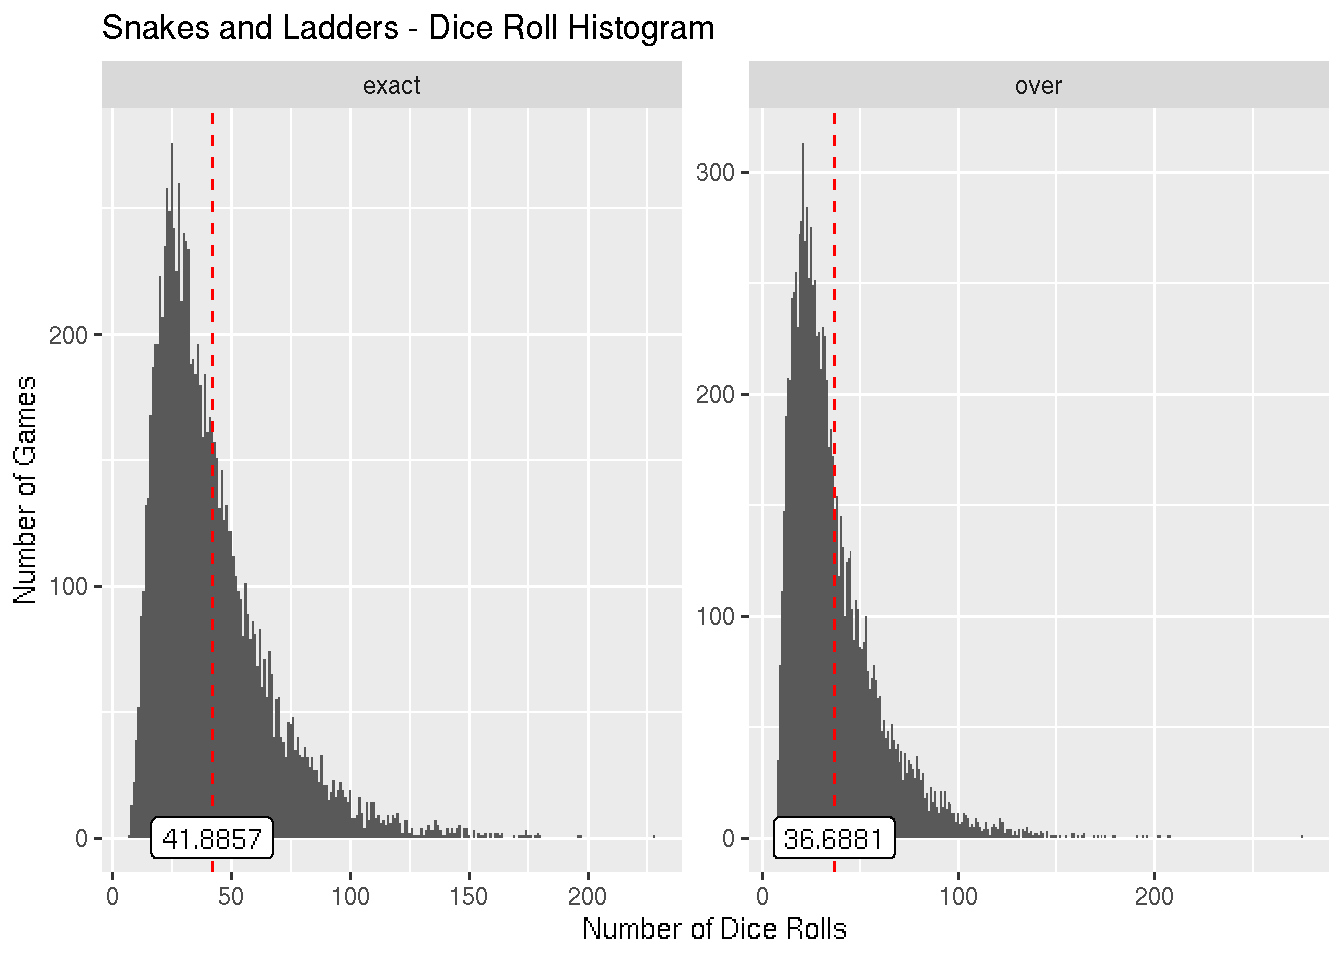 Snakes and Ladders - Dice Roll Histogram
exact
over
Number of Games
200
100
0
300
200
100
0
41.8857
36.6881
0 50 100 150 200
0 100 200
Number of Dice Rolls